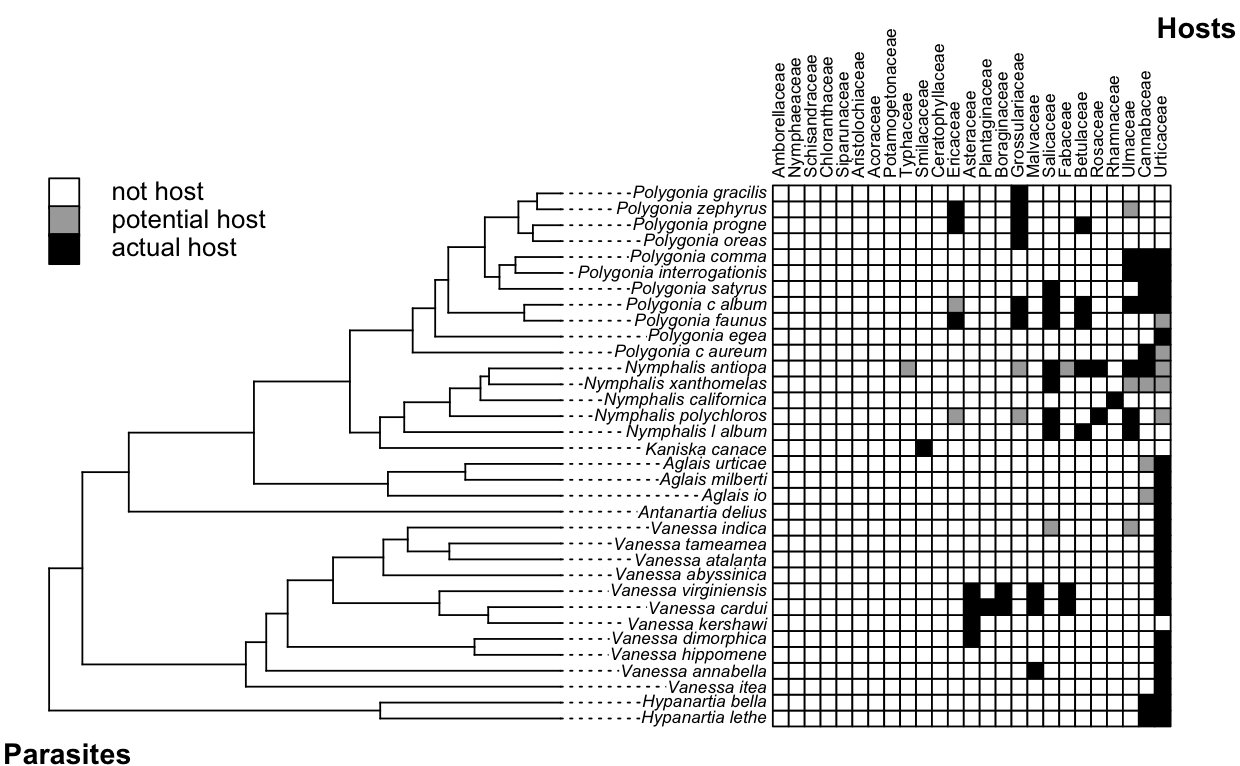 Hosts
Amborellaceae
Nymphaeaceae
Schisandraceae
Chloranthaceae
Siparunaceae
Aristolochiaceae
Acoraceae
Potamogetonaceae
Typhaceae
Smilacaceae
Ceratophyllaceae
Ericaceae
Asteraceae
Plantaginaceae
Boraginaceae
Grossulariaceae
Malvaceae
Salicaceae
Fabaceae
Betulaceae
Rosaceae
Rhamnaceae
Ulmaceae
Cannabaceae
Urticaceae
not host
potential host
actual host
Polygonia gracilis
Polygonia zephyrus
Polygonia progne
Polygonia oreas
Polygonia comma
Polygonia interrogationis
Polygonia satyrus
Polygonia c album
Polygonia faunus
Polygonia egea
Polygonia c aureum
Nymphalis antiopa
Nymphalis xanthomelas
Nymphalis californica
Nymphalis polychloros
Nymphalis l album
Kaniska canace
Aglais urticae
Aglais milberti
Aglais io
Antanartia delius
Vanessa indica
Vanessa tameamea
Vanessa atalanta
Vanessa abyssinica
Vanessa virginiensis
Vanessa cardui
Vanessa kershawi
Vanessa dimorphica
Vanessa hippomene
Vanessa annabella
Vanessa itea
Hypanartia bella
Hypanartia lethe
Parasites